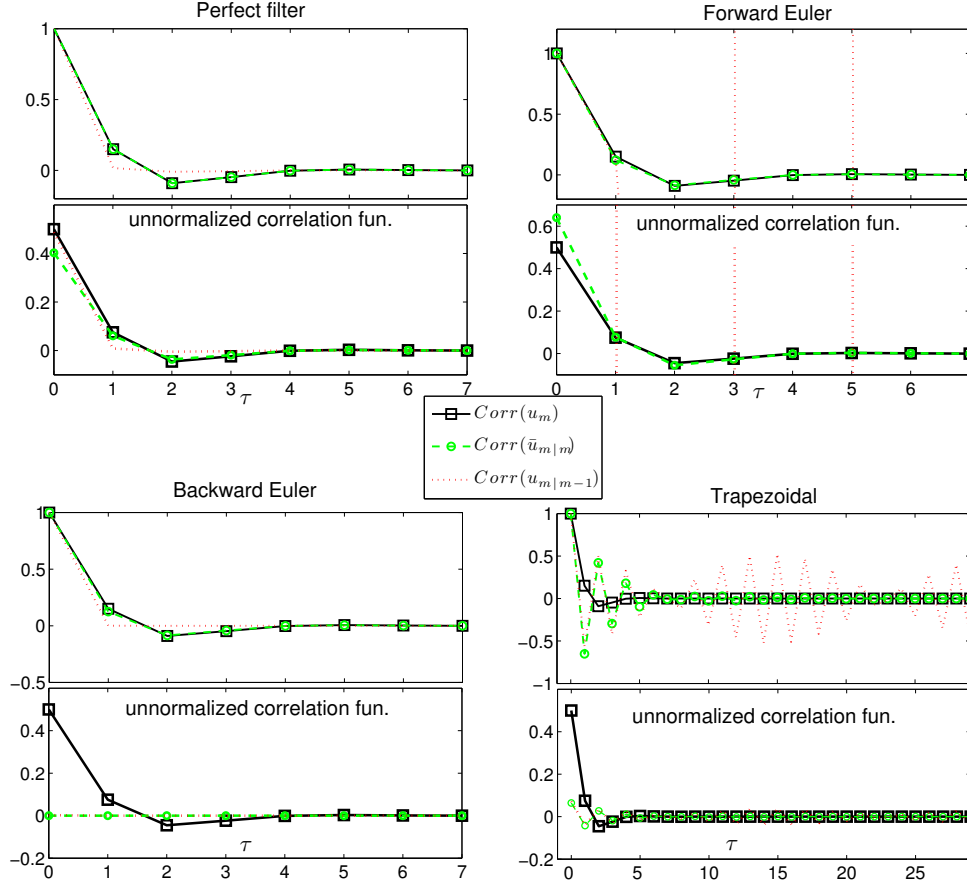 Perfect filter
1
0.5
0
unnormalized correlation fun.
0.4
0.2
0
0 1 2 3 4 5 6 7
τ
Forward Euler
1
0.5
0
unnormalized correlation fun.
0.6
0.4
0.2
0
0 1 2 3 4 5 6
τ
Corr(u_m)
Corr(ū_{m|m})
Corr(u_{m|m−1})
Backward Euler
1
0.5
0
−0.5
unnormalized correlation fun.
0.4
0.2
0
−0.2
0 1 2 3 4 5 6 7
τ
Trapezoidal
1
0.5
0
−0.5
−1
unnormalized correlation fun.
0.4
0.2
0
−0.2
0 5 10 15 20 25
τ